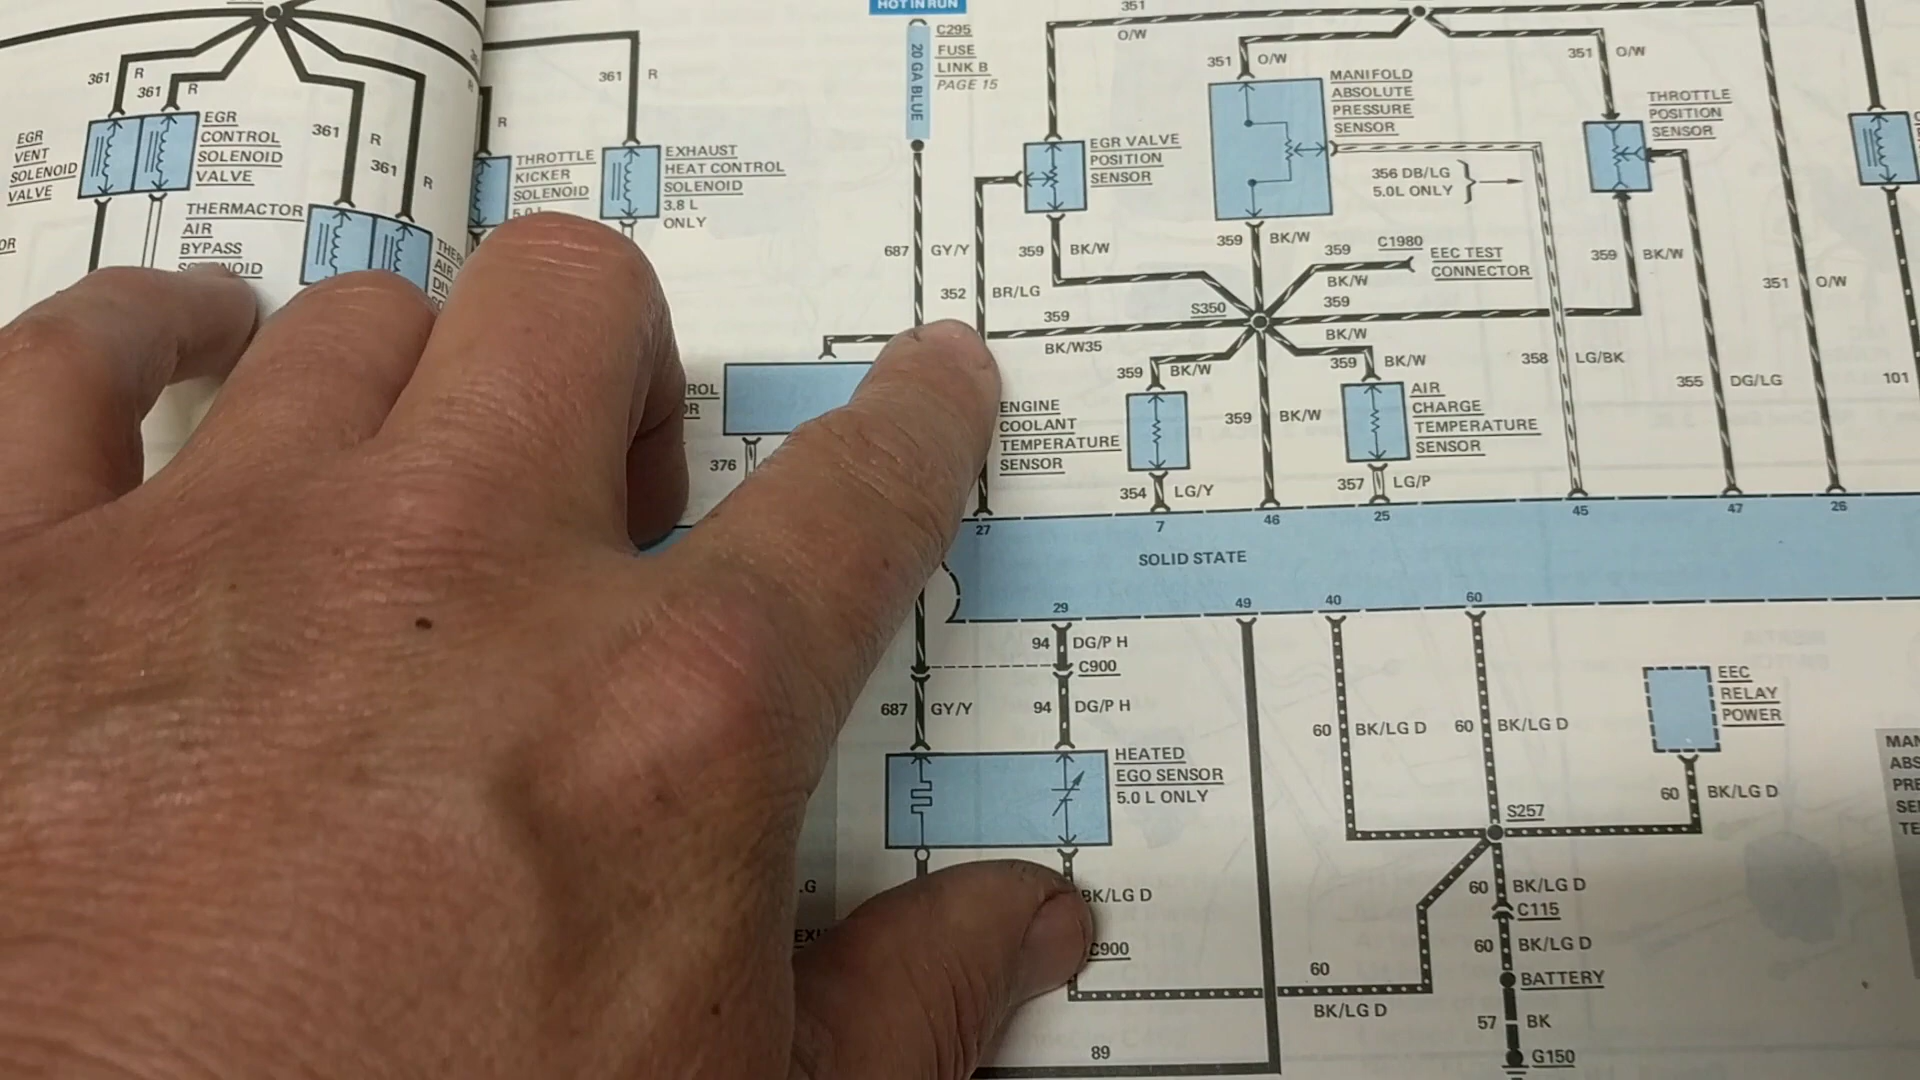 HOT IN RUN
C295
FUSE
LINK B
PAGE 15
20 GA BLUE
351
O/W
361
R
361
R
361
R
361
R
R
361
R
EGR
VENT
SOLENOID
VALVE
EGR
CONTROL
SOLENOID
VALVE
THERMACTOR
AIR
BYPASS
THROTTLE
KICKER
SOLENOID
EXHAUST
HEAT CONTROL
SOLENOID
3.8 L
ONLY
EGR VALVE
POSITION
SENSOR
351
O/W
MANIFOLD
ABSOLUTE
PRESSURE
SENSOR
351
O/W
THROTTLE
POSITION
SENSOR
356 DB/LG
5.0L ONLY
687
GY/Y
352
BR/LG
359
BK/W
359
BK/W
359
BK/W
C1980
EEC TEST
CONNECTOR
359
BK/W
351
O/W
S350
359
BK/W35
359
BK/W
359
BK/W
359
BK/W
358
LG/BK
355
DG/LG
101
376
ENGINE
COOLANT
TEMPERATURE
SENSOR
359
BK/W
AIR
CHARGE
TEMPERATURE
SENSOR
354
LG/Y
357
LG/P
27
7
46
25
45
47
26
SOLID STATE
29
49
40
60
94
DG/P H
C900
687
GY/Y
94
DG/P H
60
BK/LG D
60
BK/LG D
EEC
RELAY
POWER
HEATED
EGO SENSOR
5.0 L ONLY
60
BK/LG D
S257
BK/LG D
C900
60
BK/LG D
C115
60
BK/LG D
60
BK/LG D
BATTERY
57
BK
G150
89